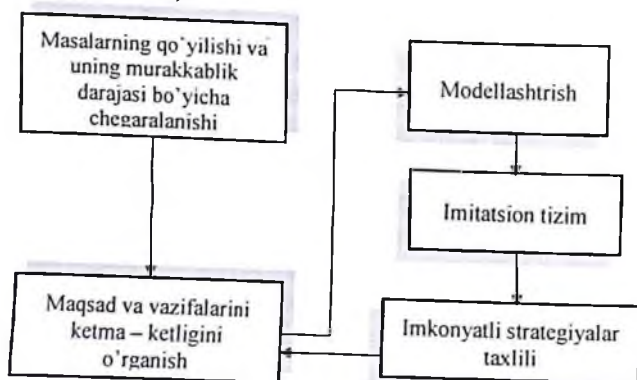 Masalarning qo`yilishi va
uning murakkablik
darajasi bo`yicha
chegaralanishi
Modellashtrish
Imitatsion tizim
Maqsad va vazifalarini
ketma – ketligini
o'rganish
Imkonyatli strategiyalar
taxlili